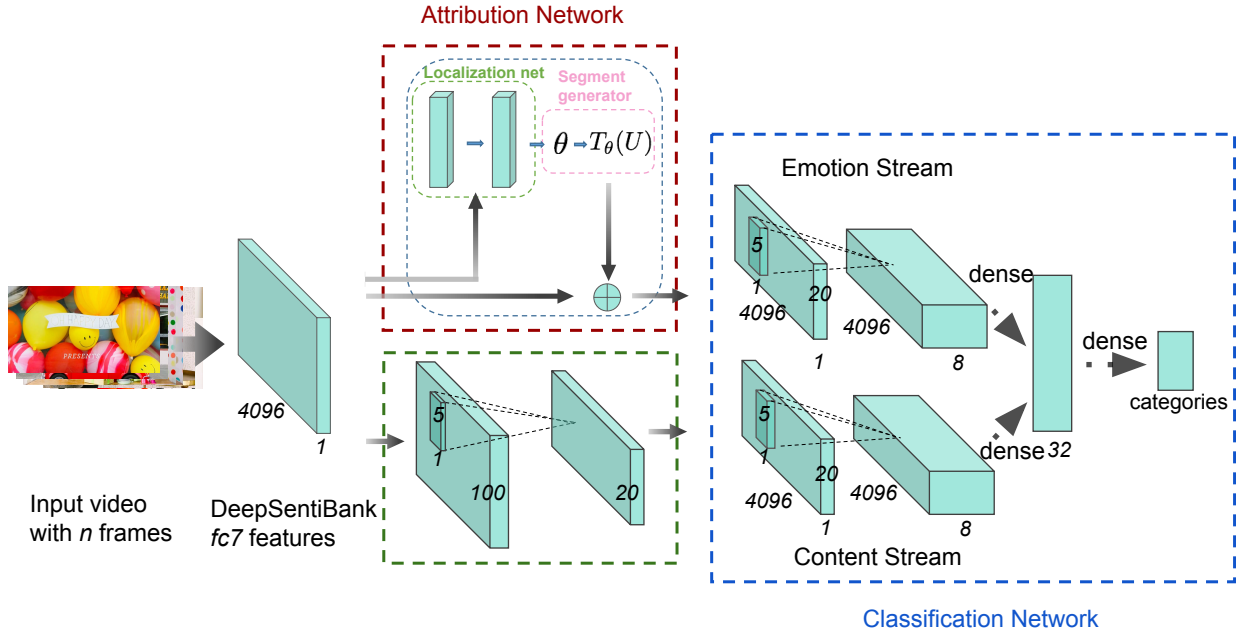 Attribution Network
Localization net
Segment
generator
θ
T_θ(U)
Emotion Stream
5
1
4096
20
1
4096
8
dense
dense
categories
PRESENT
4096
1
5
1
100
20
5
1
4096
20
1
4096
8
dense
32
Input video
with n frames
DeepSentiBank
fc7 features
Content Stream
Classification Network